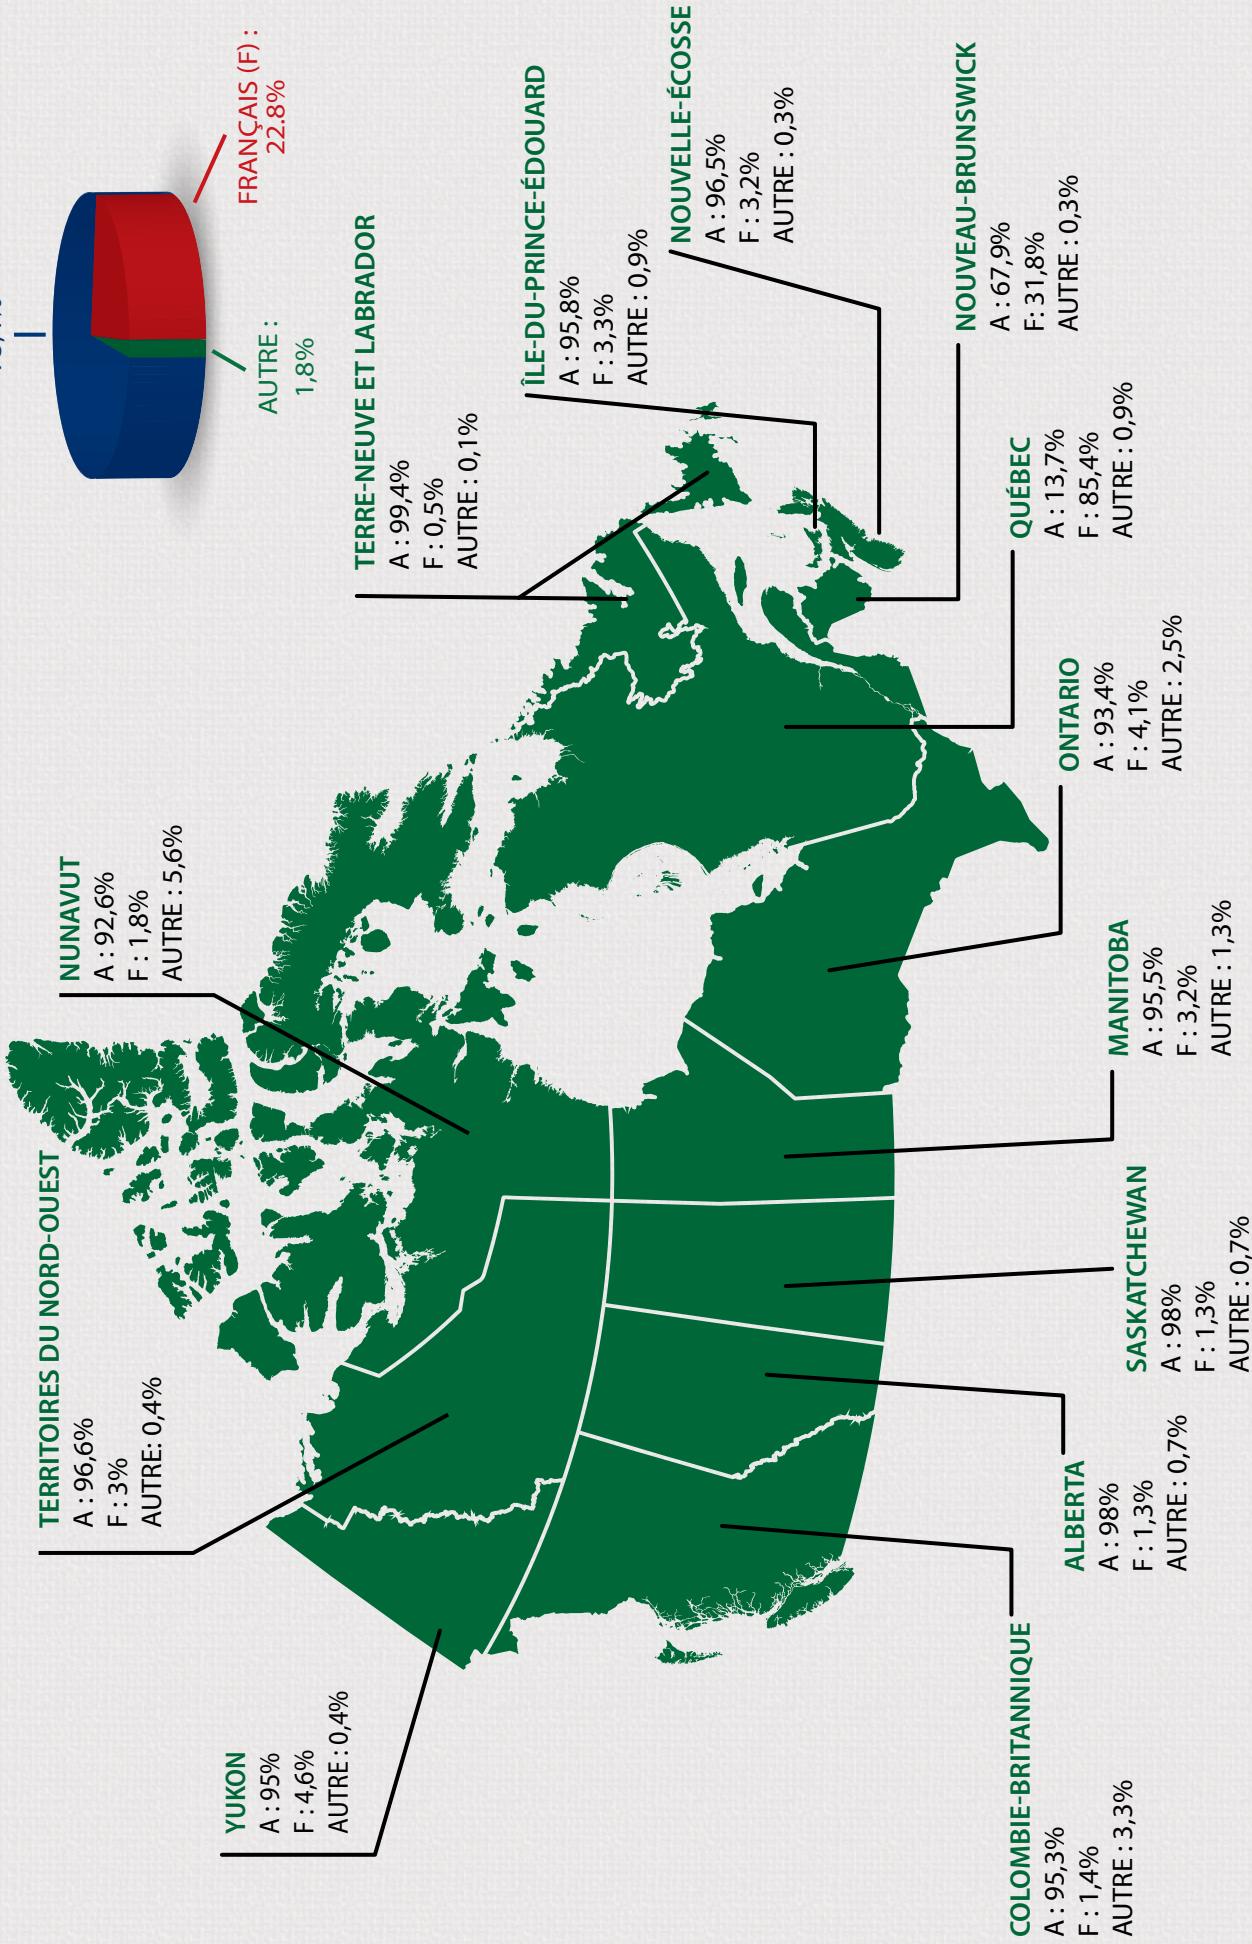 TERRITOIRES DU NORD-OUEST
A : 96,6%
F : 3%
AUTRE: 0,4%
NUNAVUT
A : 92,6%
F : 1,8%
AUTRE : 5,6%
FRANÇAIS (F) :
22.8%
AUTRE :
1,8%
YUKON
A : 95%
F : 4,6%
AUTRE : 0,4%
TERRE-NEUVE ET LABRADOR
A : 99,4%
F : 0,5%
AUTRE : 0,1%
ÎLE-DU-PRINCE-ÉDOUARD
A : 95,8%
F : 3,3%
AUTRE : 0,9%
NOUVELLE-ÉCOSSE
A : 96,5%
F : 3,2%
AUTRE : 0,3%
NOUVEAU-BRUNSWICK
A : 67,9%
F: 31,8%
AUTRE : 0,3%
COLOMBIE-BRITANNIQUE
A : 95,3%
F : 1,4%
AUTRE : 3,3%
ALBERTA
A : 98%
F : 1,3%
AUTRE : 0,7%
SASKATCHEWAN
A : 98%
F : 1,3%
AUTRE : 0,7%
MANITOBA
A : 95,5%
F : 3,2%
AUTRE : 1,3%
ONTARIO
A : 93,4%
F : 4,1%
AUTRE : 2,5%
QUÉBEC
A : 13,7%
F : 85,4%
AUTRE : 0,9%